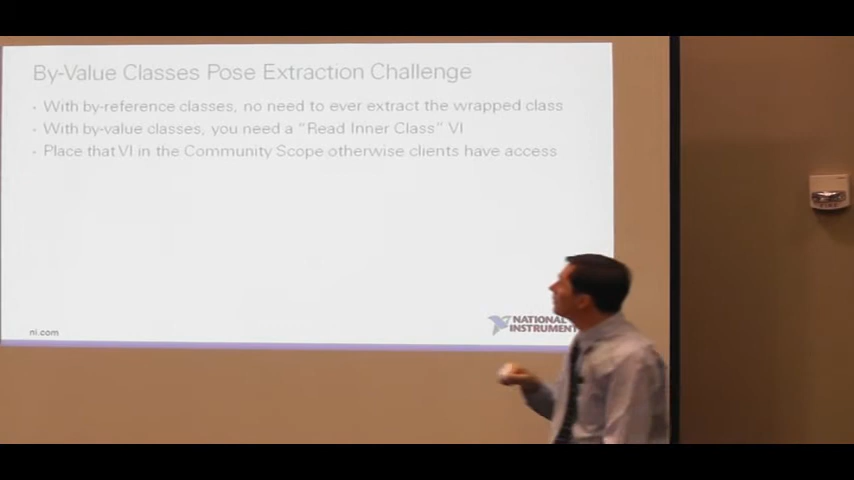 By-Value Classes Pose Extraction Challenge
· With by-reference classes, no need to ever extract the wrapped class
· With by-value classes, you need a "Read Inner Class" VI
· Place that VI in the Community Scope otherwise clients have access
ni.com
NATIONAL
INSTRUMENT